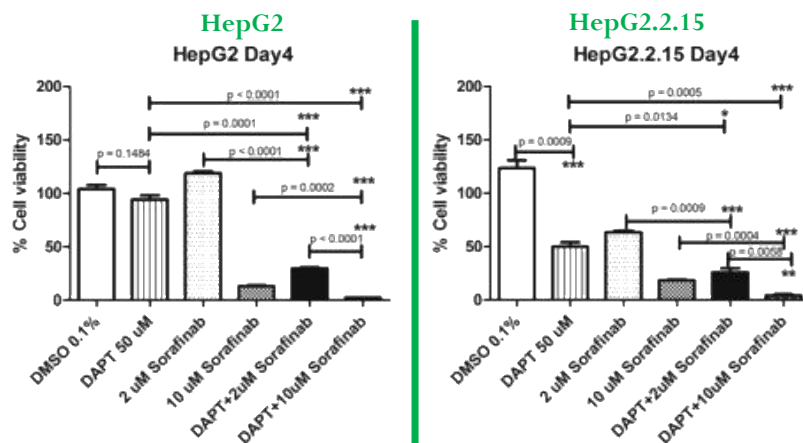 HepG2
HepG2 Day4
% Cell viability
200
150
100
50
0
p < 0.0001
***
p = 0.0001
***
p = 0.1484
p < 0.0001
***
p = 0.0002
***
p < 0.0001
***
DMSO 0.1%
DAPT 50 uM
2 uM Sorafinab
10 uM Sorafinab
DAPT+2uM Sorafinab
DAPT+10uM Sorafinab
HepG2.2.15
HepG2.2.15 Day4
% Cell viability
200
150
100
50
0
p = 0.0005
***
p = 0.0134
*
p = 0.0009
***
p = 0.0009
***
p = 0.0004
***
p = 0.0058
**
DMSO 0.1%
DAPT 50 uM
2 uM Sorafinab
10 uM Sorafinab
DAPT+2uM Sorafinab
DAPT+10uM Sorafinab